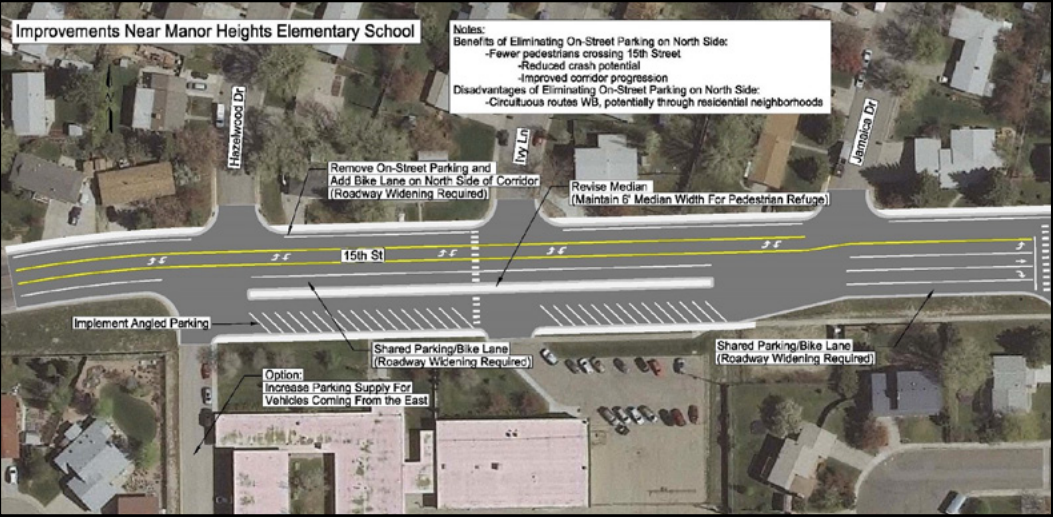 Improvements Near Manor Heights Elementary School
Notes:
Benefits of Eliminating On-Street Parking on North Side:
-Fewer pedestrians crossing 15th Street
-Reduced crash potential
-Improved corridor progression
Disadvantages of Eliminating On-Street Parking on North Side:
-Circuituous routes WB, potentially through residential neighborhoods
Hazelwood Dr
Ivy Ln
Jamaica Dr
Remove On-Street Parking and
Add Bike Lane on North Side of Corridor
(Roadway Widening Required)
Revise Median
(Maintain 6' Median Width For Pedestrian Refuge)
15th St
Implement Angled Parking
Shared Parking/Bike Lane
(Roadway Widening Required)
Shared Parking/Bike Lane
(Roadway Widening Required)
Option:
Increase Parking Supply For
Vehicles Coming From the East